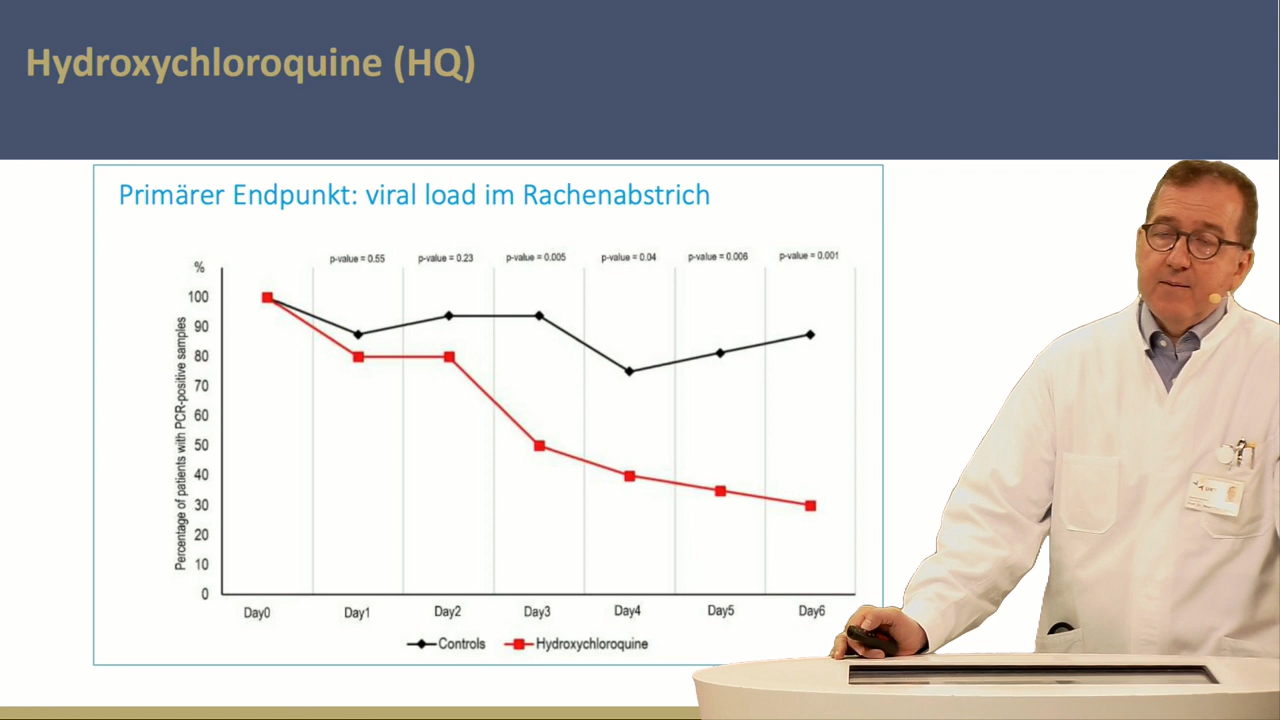 Hydroxychloroquine (HQ)
Primärer Endpunkt: viral load im Rachenabstrich
p-value = 0.55 p-value = 0.23 p-value = 0.005 p-value = 0.04 p-value = 0.006 p-value = 0.001
%
100
90
80
70
60
50
40
30
20
10
0
Percentage of patients with PCR-positive samples
Day0 Day1 Day2 Day3 Day4 Day5 Day6
Controls Hydroxychloroquine